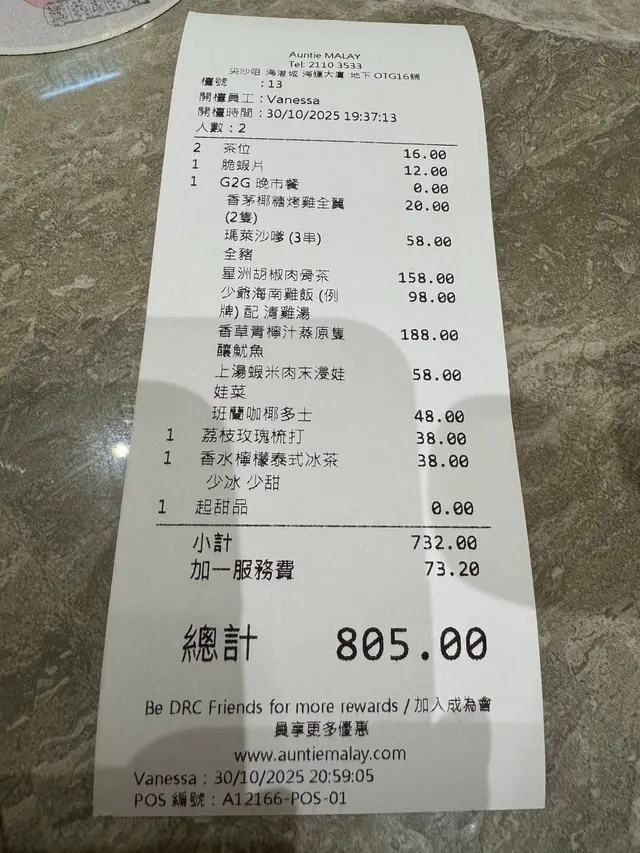 Auntie MALAY
Tel: 2110 3533
尖沙咀 海港城 海運大廈 地下 OTG16舖
檯號 : 13
開檯員工 : Vanessa
開檯時間 : 30/10/2025 19:37:13
人數 : 2
2 茶位 16.00
1 脆蝦片 12.00
1 G2G 晚市餐 0.00
香茅椰糖烤雞全翼 20.00
(2隻)
瑪萊沙嗲 (3串) 58.00
全豬
星洲胡椒肉骨茶 158.00
少爺海南雞飯 (例 98.00
牌) 配 清雞湯
香草青檸汁蒸原隻 188.00
釀魷魚
上湯蝦米肉末浸娃 58.00
娃菜
班蘭咖椰多士 48.00
1 荔枝玫瑰梳打 38.00
1 香水檸檬泰式冰茶 38.00
少冰 少甜
1 起甜品 0.00
小計 732.00
加一服務費 73.20
總計 805.00
Be DRC Friends for more rewards / 加入成為會
員享更多優惠
www.auntiemalay.com
Vanessa : 30/10/2025 20:59:05
POS 編號 : A12166-POS-01